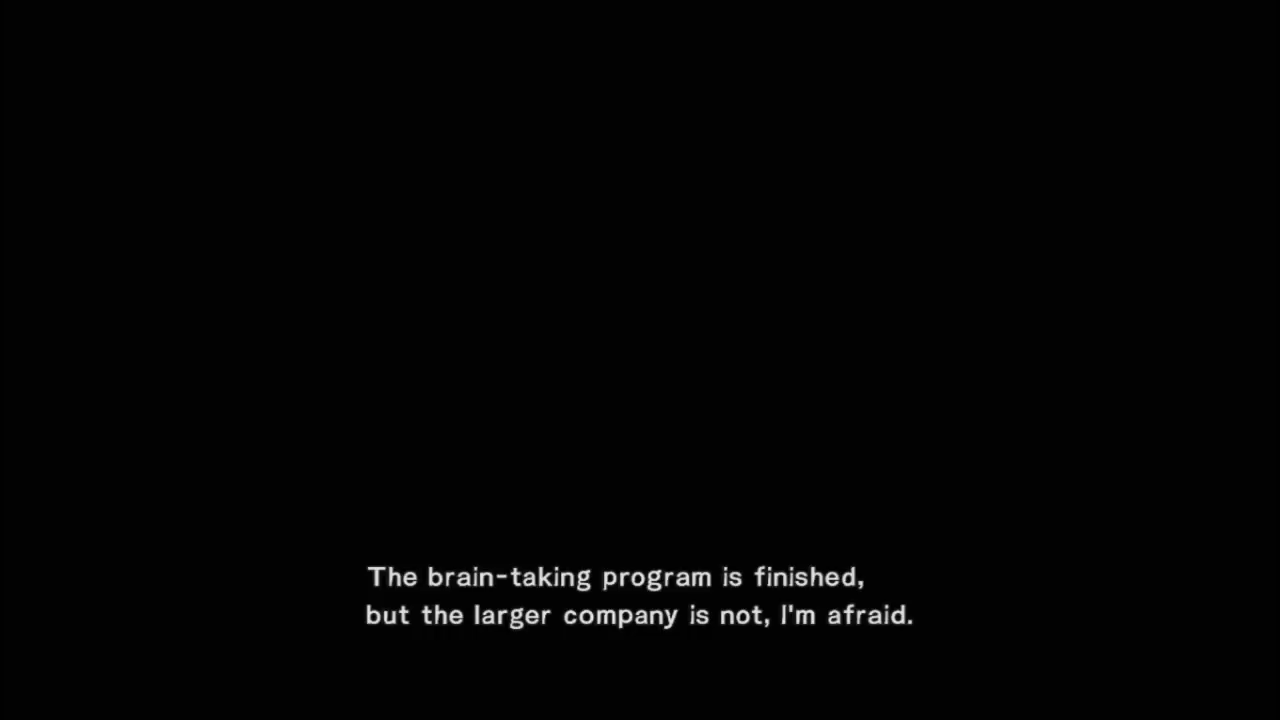 The brain-taking program is finished,
but the larger company is not, I'm afraid.